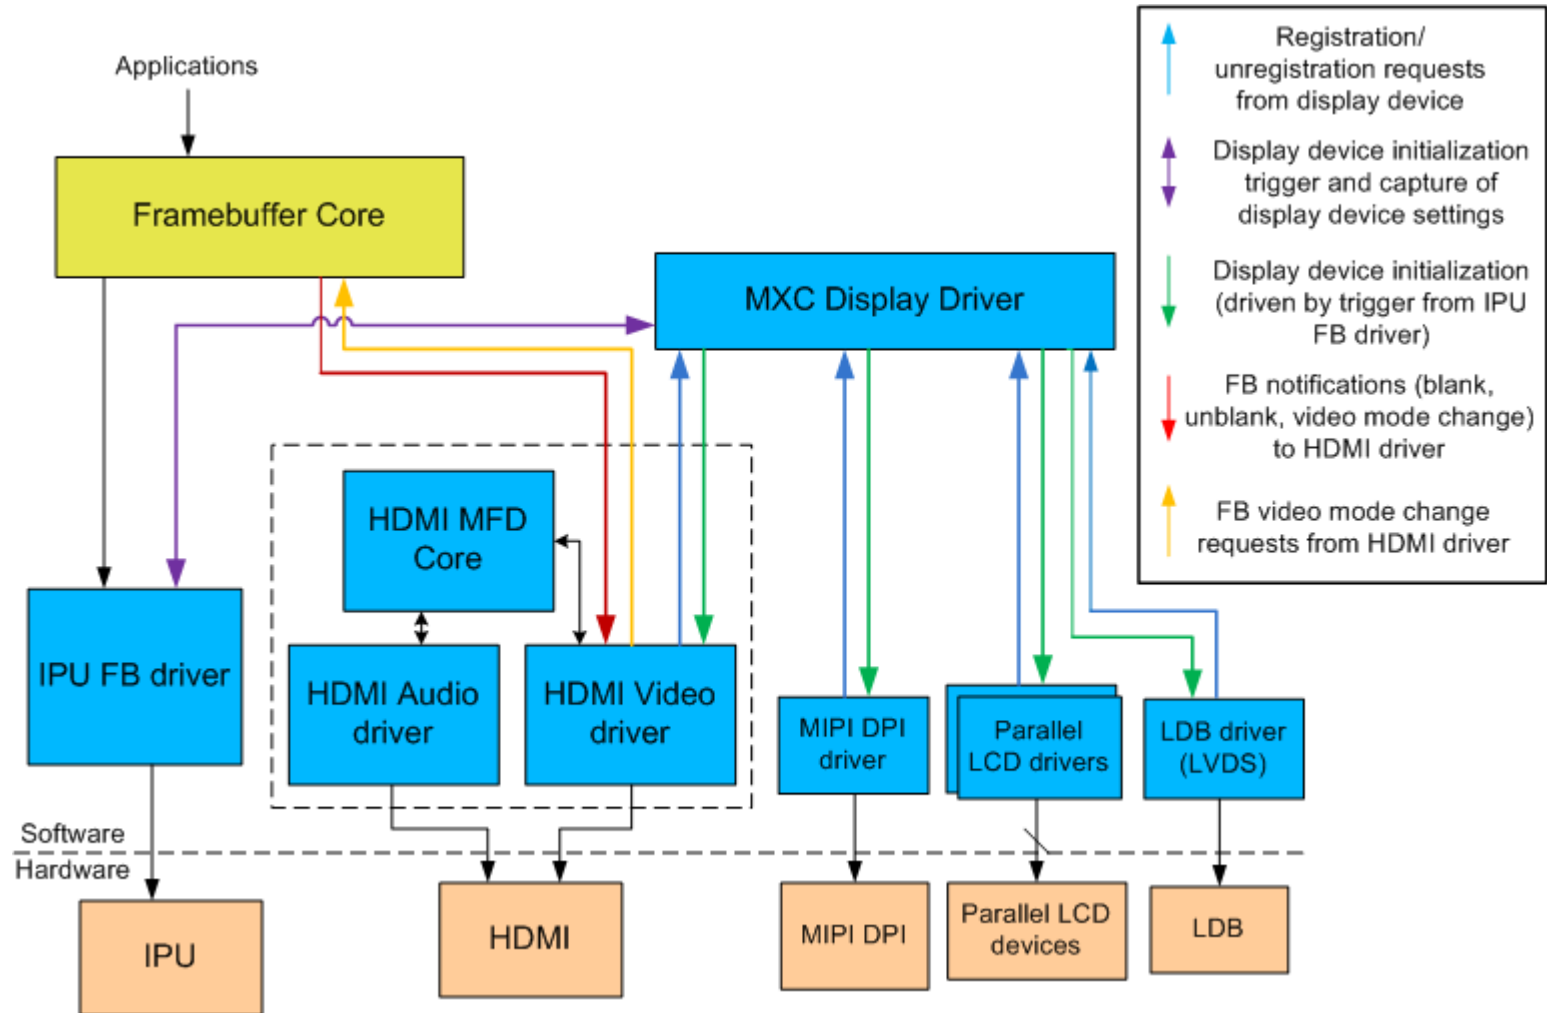 Applications
Framebuffer Core
MXC Display Driver
Registration/
unregistration requests
from display device
Display device initialization
trigger and capture of
display device settings
Display device initialization
(driven by trigger from IPU
FB driver)
FB notifications (blank,
unblank, video mode change)
to HDMI driver
FB video mode change
requests from HDMI driver
HDMI MFD
Core
IPU FB driver
HDMI Audio
driver
HDMI Video
driver
MIPI DPI
driver
Parallel
LCD drivers
LDB driver
(LVDS)
Software
Hardware
IPU
HDMI
MIPI DPI
Parallel LCD
devices
LDB